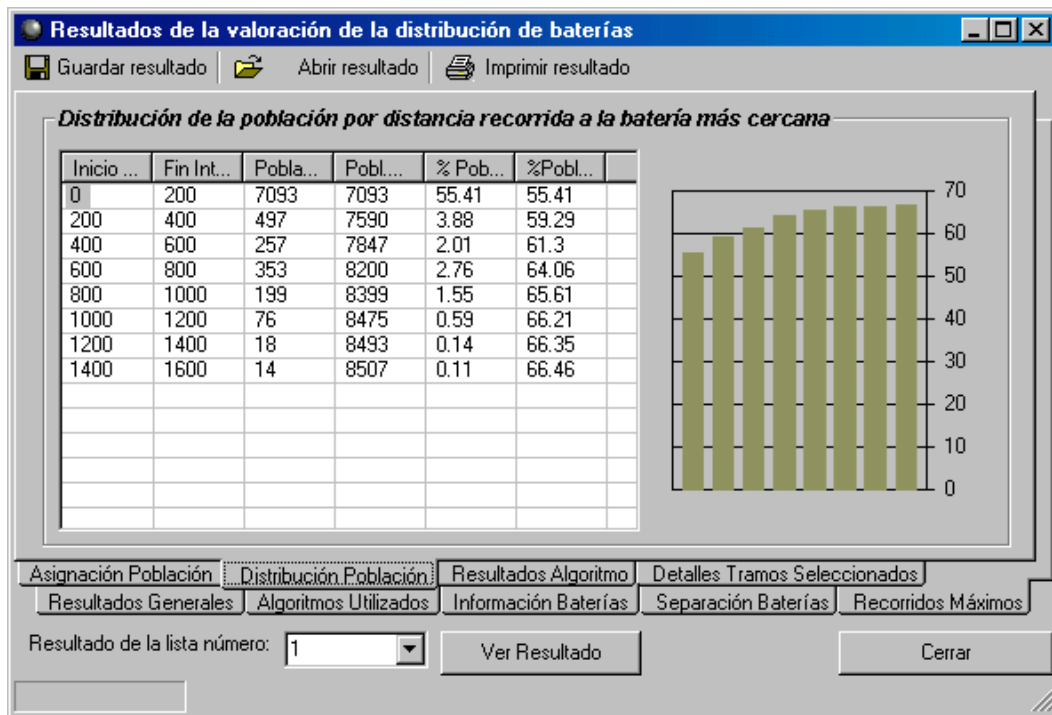 Resultados de la valoración de la distribución de baterías
Guardar resultado Abrir resultado Imprimir resultado
Distribución de la población por distancia recorrida a la batería más cercana
Inicio ... Fin Int... Pobla... Pobl.... % Pob... %Pobl...
0 200 7093 7093 55.41 55.41
200 400 497 7590 3.88 59.29
400 600 257 7847 2.01 61.3
600 800 353 8200 2.76 64.06
800 1000 199 8399 1.55 65.61
1000 1200 76 8475 0.59 66.21
1200 1400 18 8493 0.14 66.35
1400 1600 14 8507 0.11 66.46
70
60
50
40
30
20
10
0
Asignación Población Distribución Población Resultados Algoritmo Detalles Tramos Seleccionados
Resultados Generales Algoritmos Utilizados Información Baterías Separación Baterías Recorridos Máximos
Resultado de la lista número: 1 Ver Resultado Cerrar